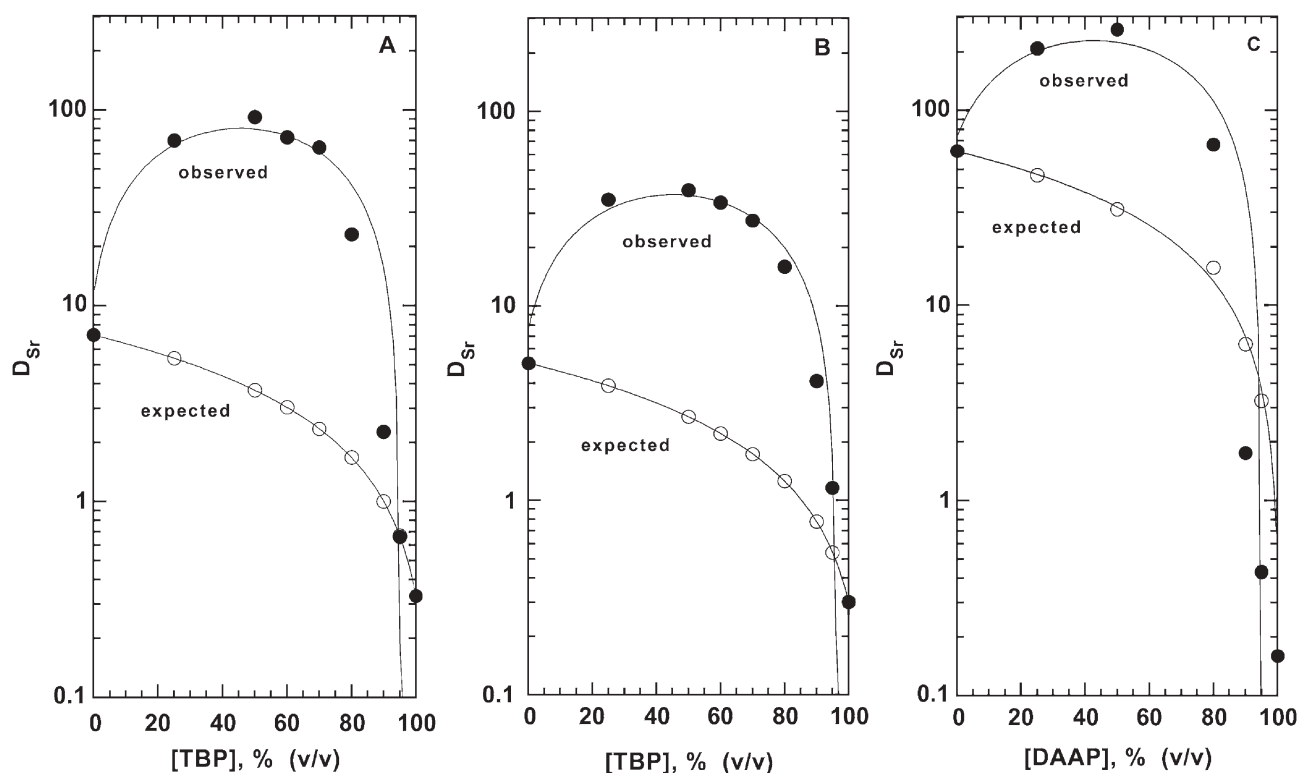 A
100
observed
10
expected
1
0.1
D_Sr
0 20 40 60 80 100
[TBP], % (v/v)
B
100
observed
10
expected
1
0.1
D_Sr
0 20 40 60 80 100
[TBP], % (v/v)
C
observed
100
expected
10
1
0.1
D_Sr
0 20 40 60 80 100
[DAAP], % (v/v)